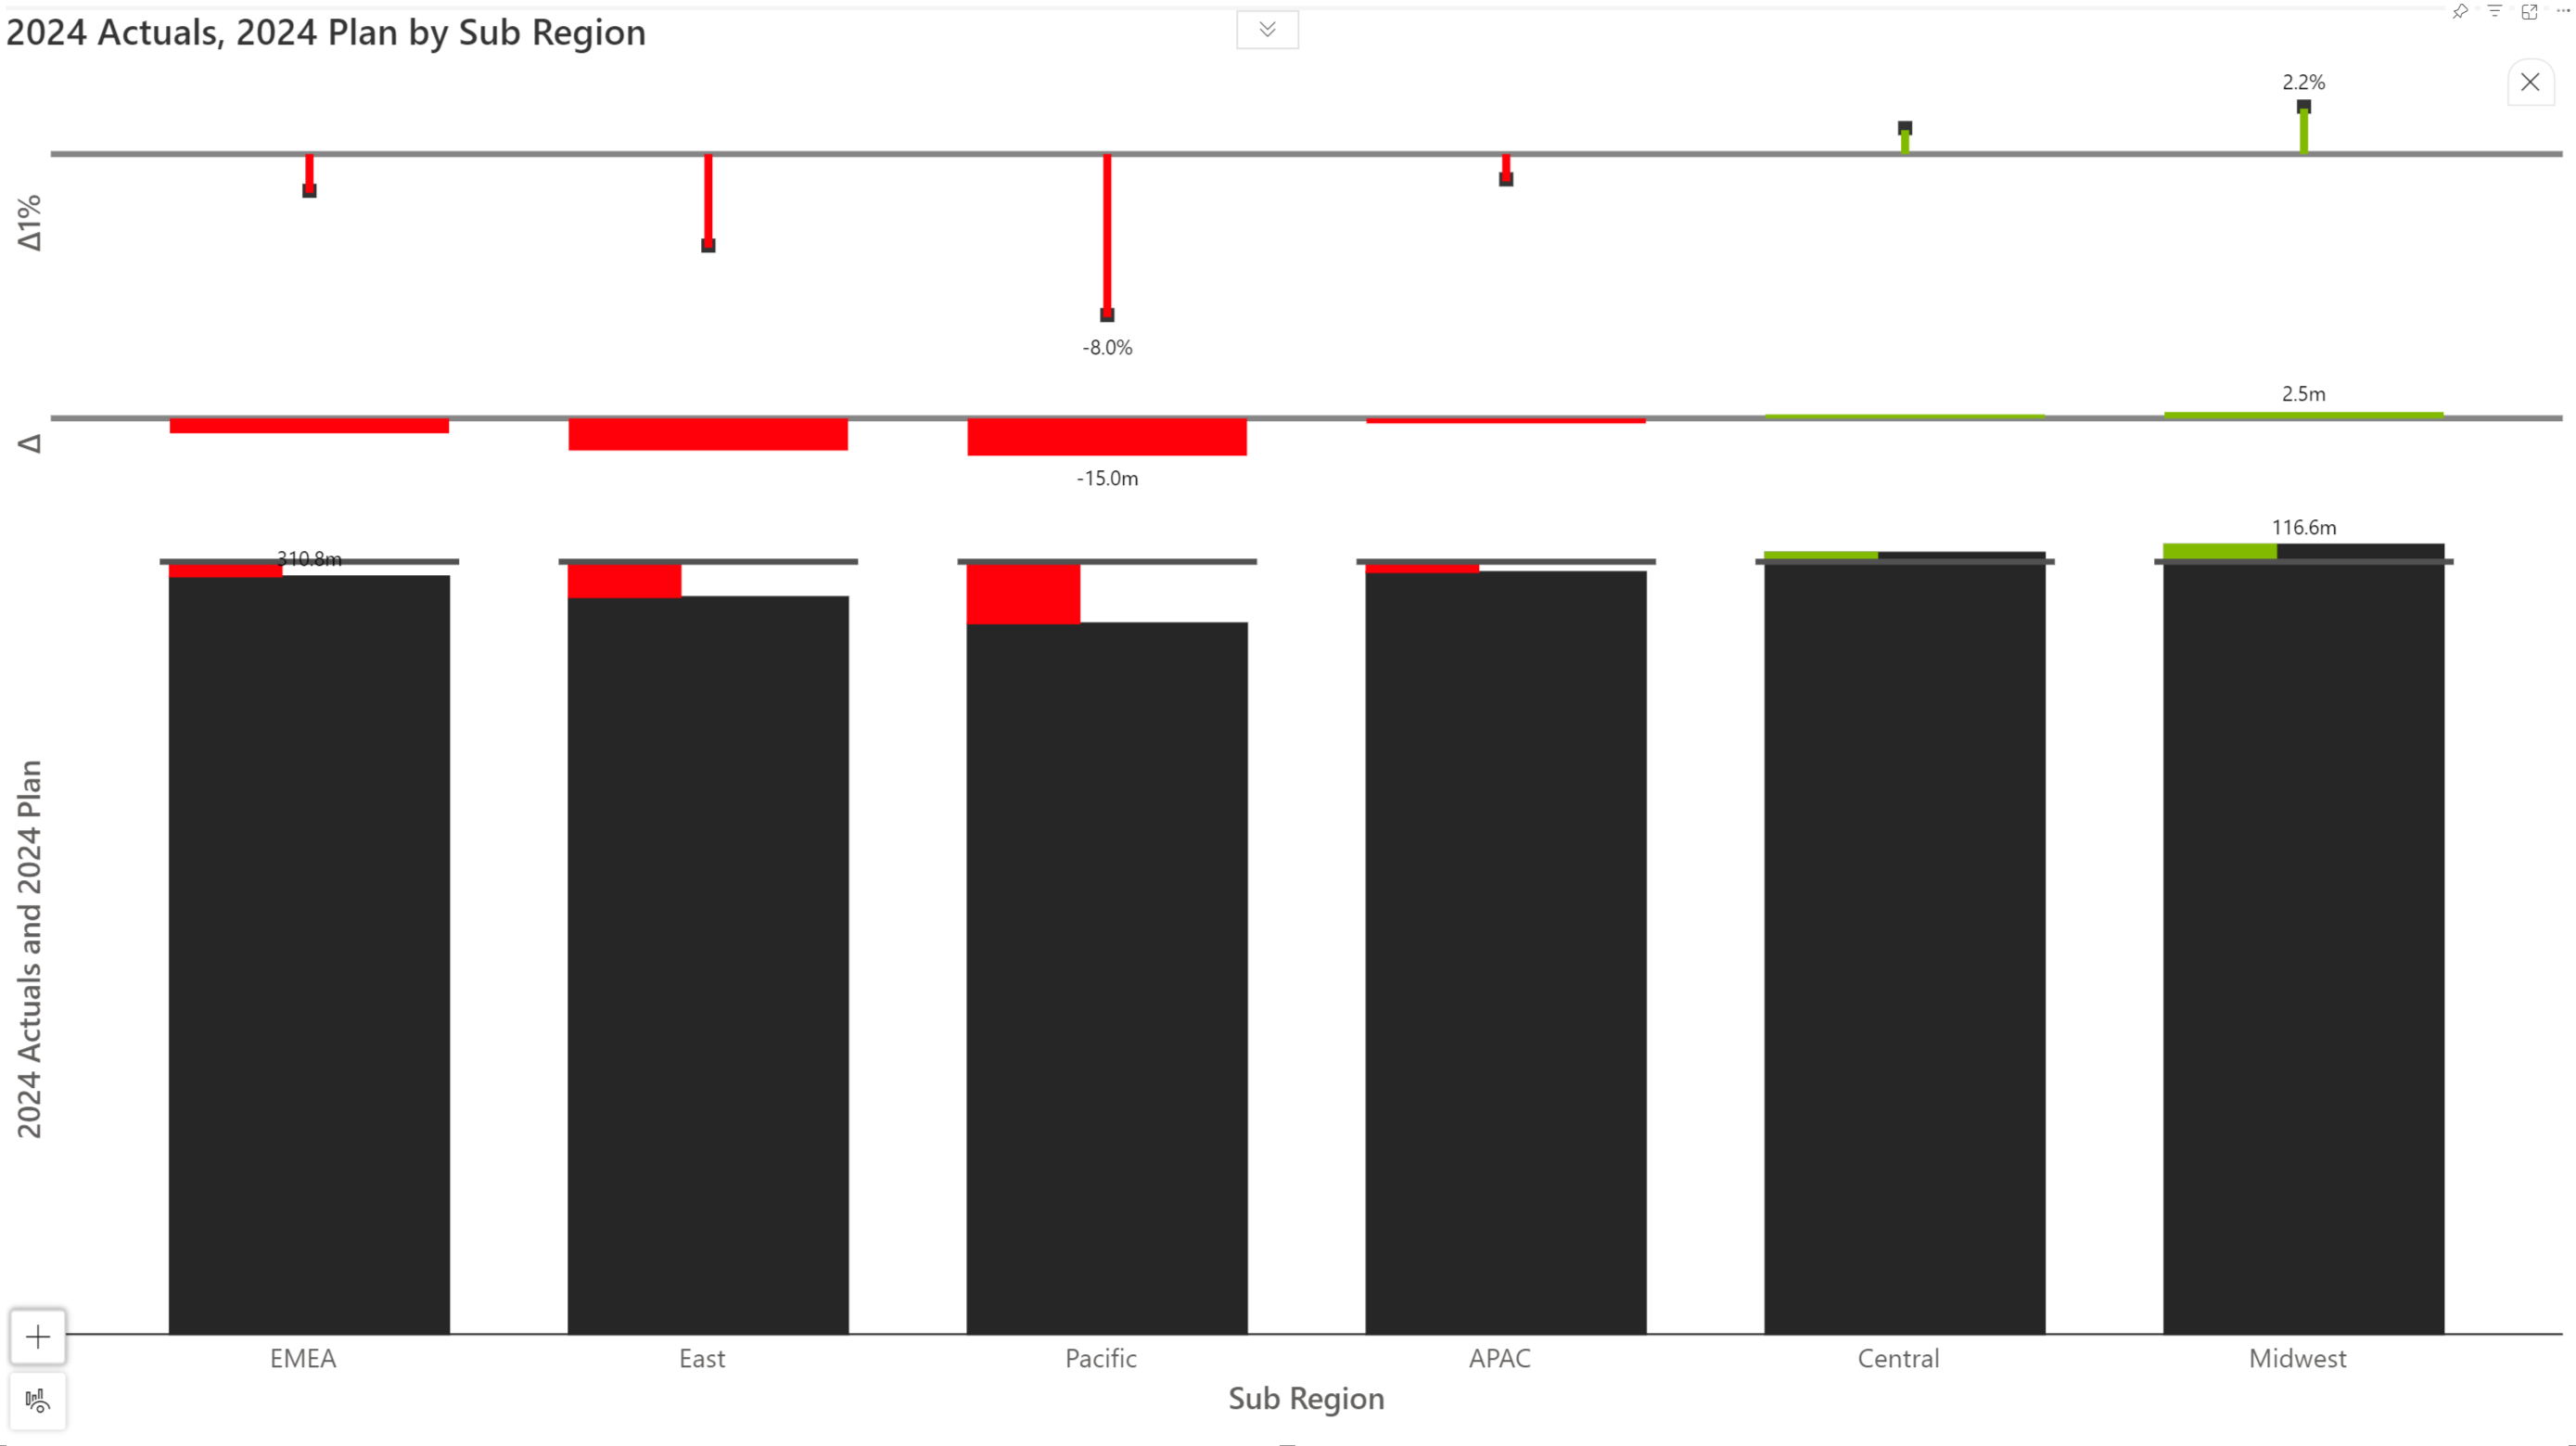 2024 Actuals, 2024 Plan by Sub Region
2.2%
Δ1%
-8.0%
2.5m
Δ
-15.0m
116.6m
310.8m
2024 Actuals and 2024 Plan
EMEA East Pacific APAC Central Midwest
Sub Region